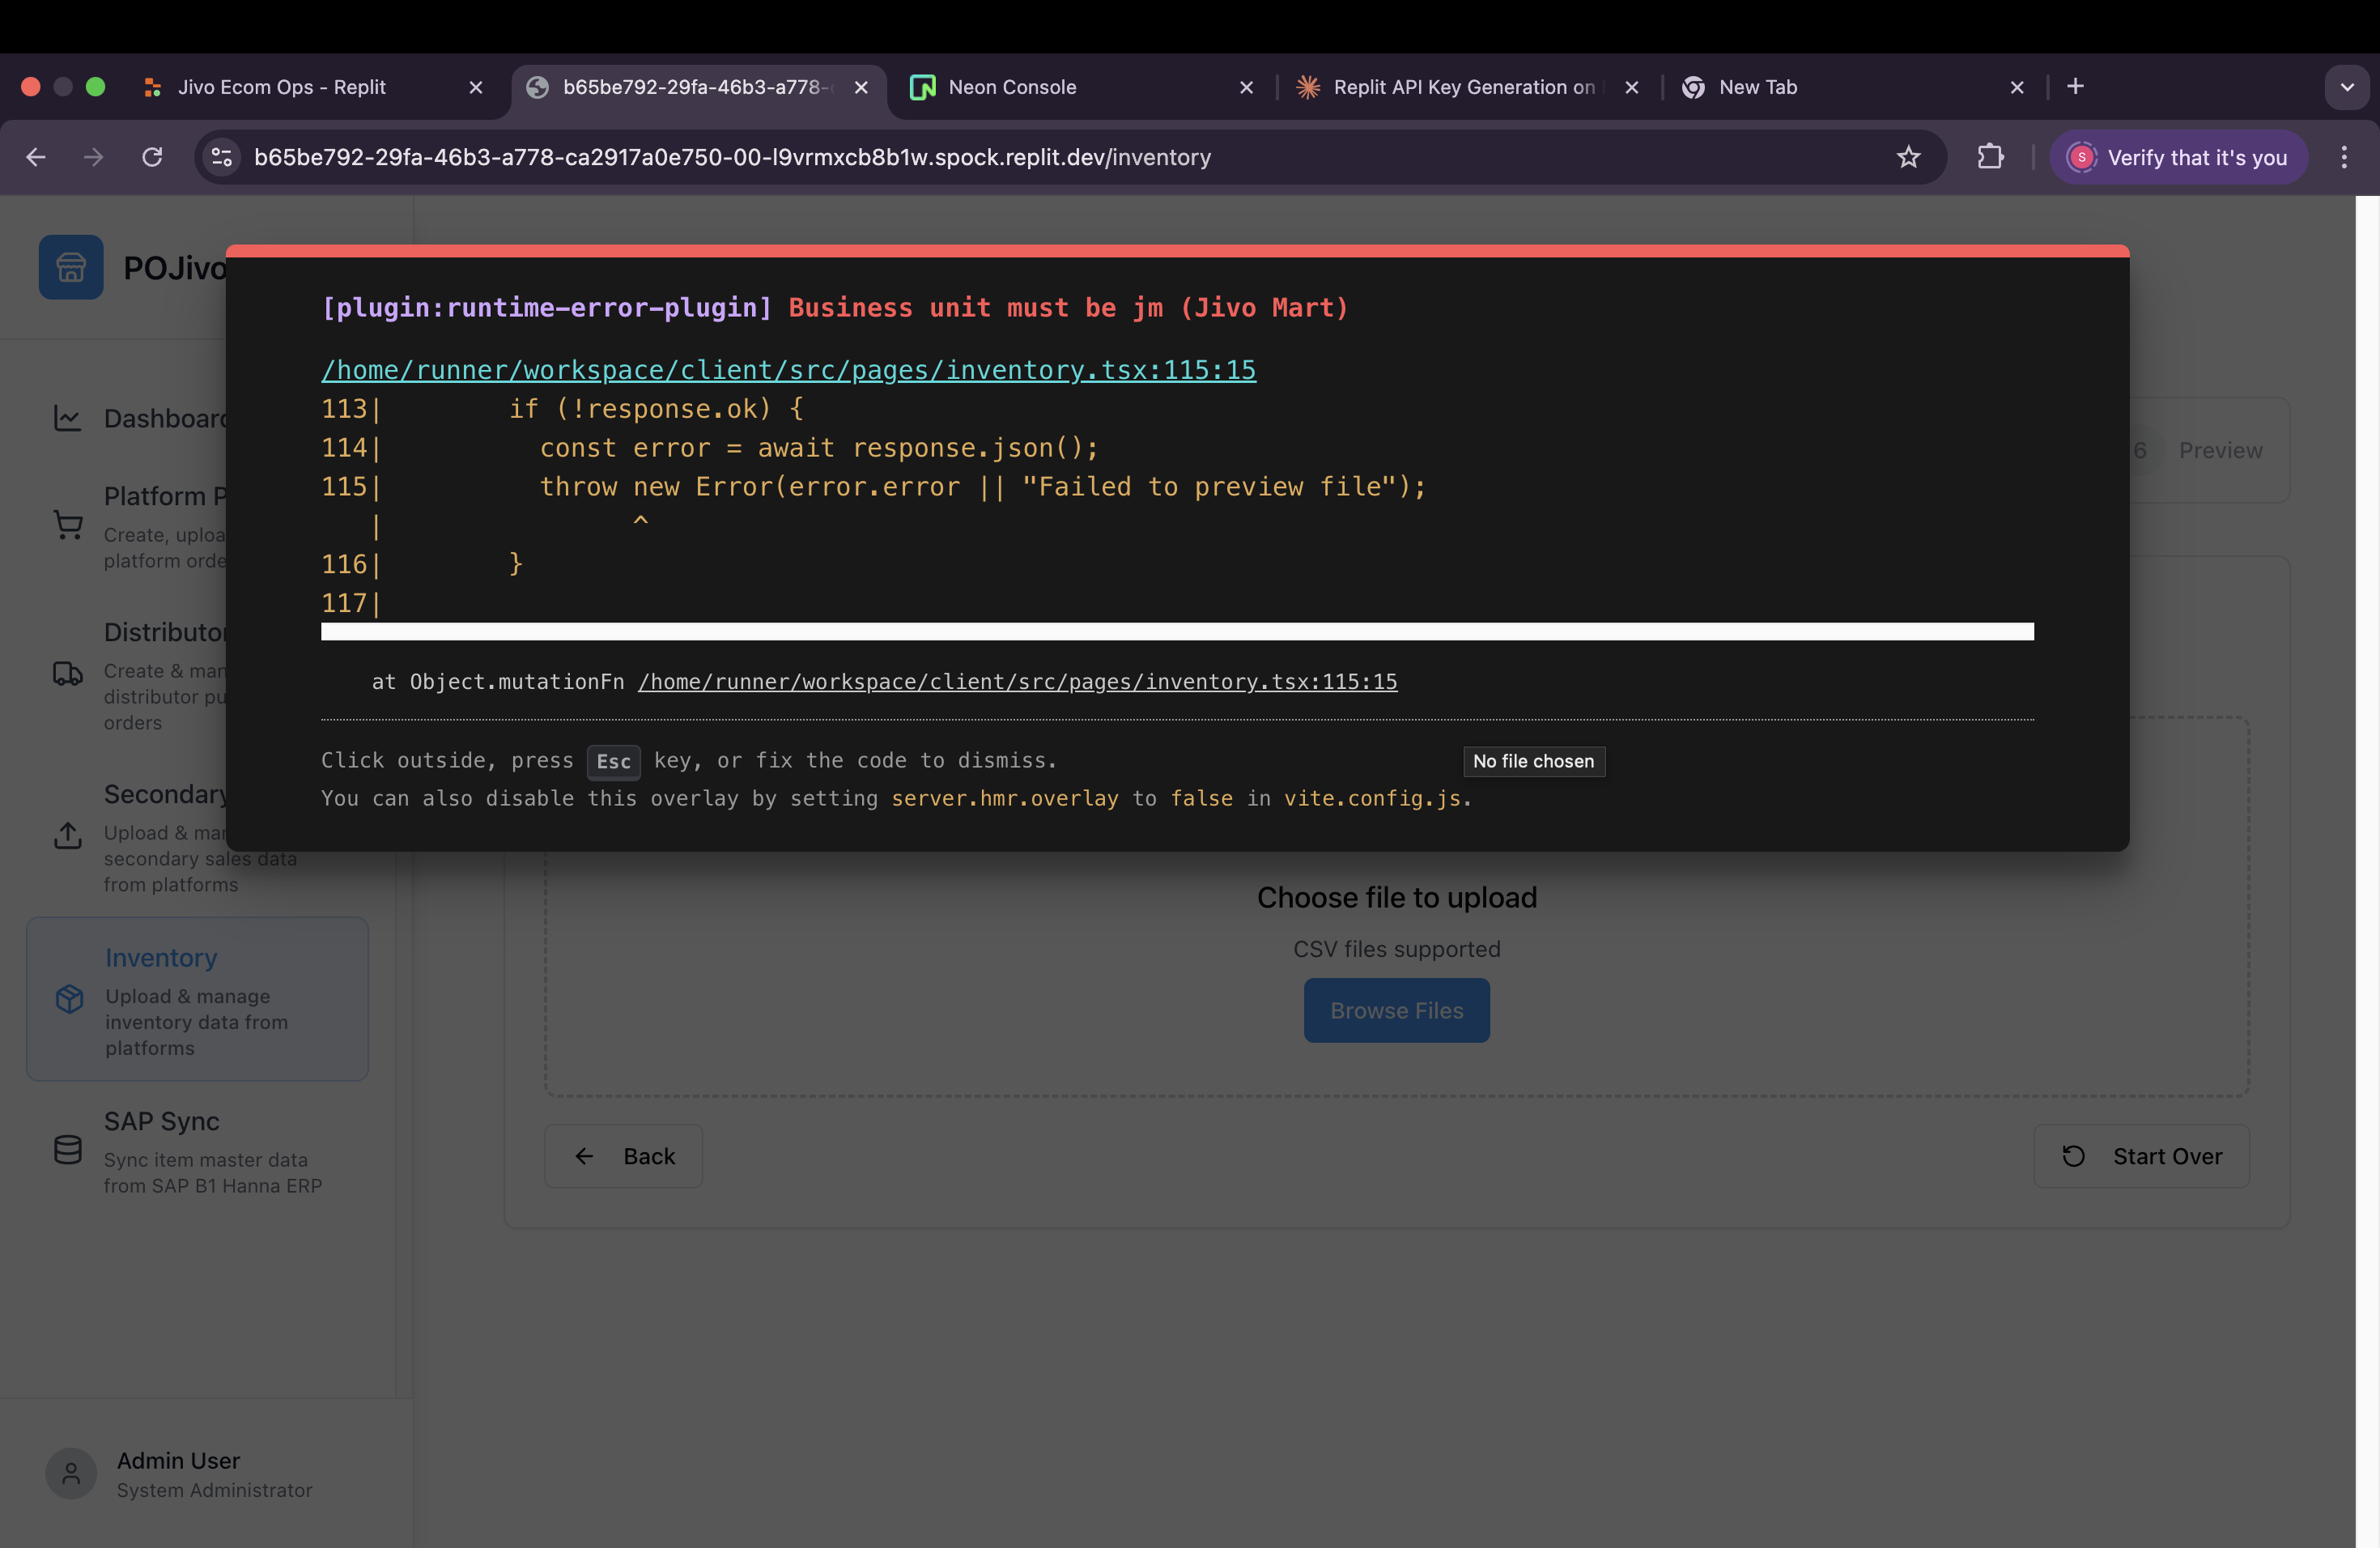 Jivo Ecom Ops - Replit
b65be792-29fa-46b3-a778-
Neon Console
Replit API Key Generation on
New Tab
b65be792-29fa-46b3-a778-ca2917a0e750-00-l9vrmxcb8b1w.spock.replit.dev/inventory
S
Verify that it's you
POJivo
[plugin:runtime-error-plugin] Business unit must be jm (Jivo Mart)
/home/runner/workspace/client/src/pages/inventory.tsx:115:15
113|        if (!response.ok) {
114|          const error = await response.json();
115|          throw new Error(error.error || "Failed to preview file");
   |                ^
116|        }
117|
at Object.mutationFn /home/runner/workspace/client/src/pages/inventory.tsx:115:15
Click outside, press Esc key, or fix the code to dismiss.
You can also disable this overlay by setting server.hmr.overlay to false in vite.config.js.
No file chosen
6 Preview
Dashboard
Platform P
Create, uploa
platform orde
Distributor
Create & man
distributor pu
orders
Secondary
Upload & man
secondary sales data
from platforms
Inventory
Upload & manage
inventory data from
platforms
SAP Sync
Sync item master data
from SAP B1 Hanna ERP
Choose file to upload
CSV files supported
Browse Files
Back
Start Over
Admin User
System Administrator